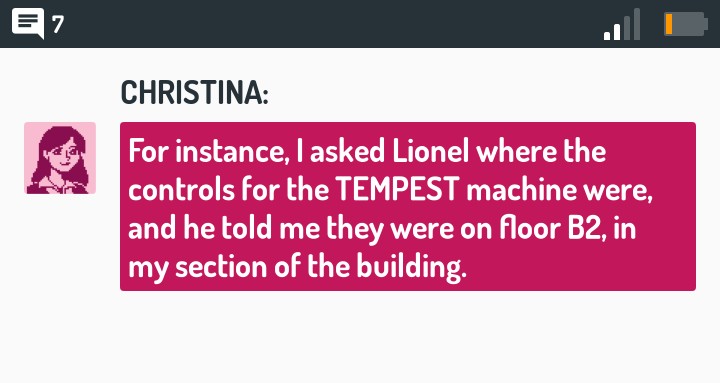 7
CHRISTINA:
For instance, I asked Lionel where the
controls for the TEMPEST machine were,
and he told me they were on floor B2, in
my section of the building.